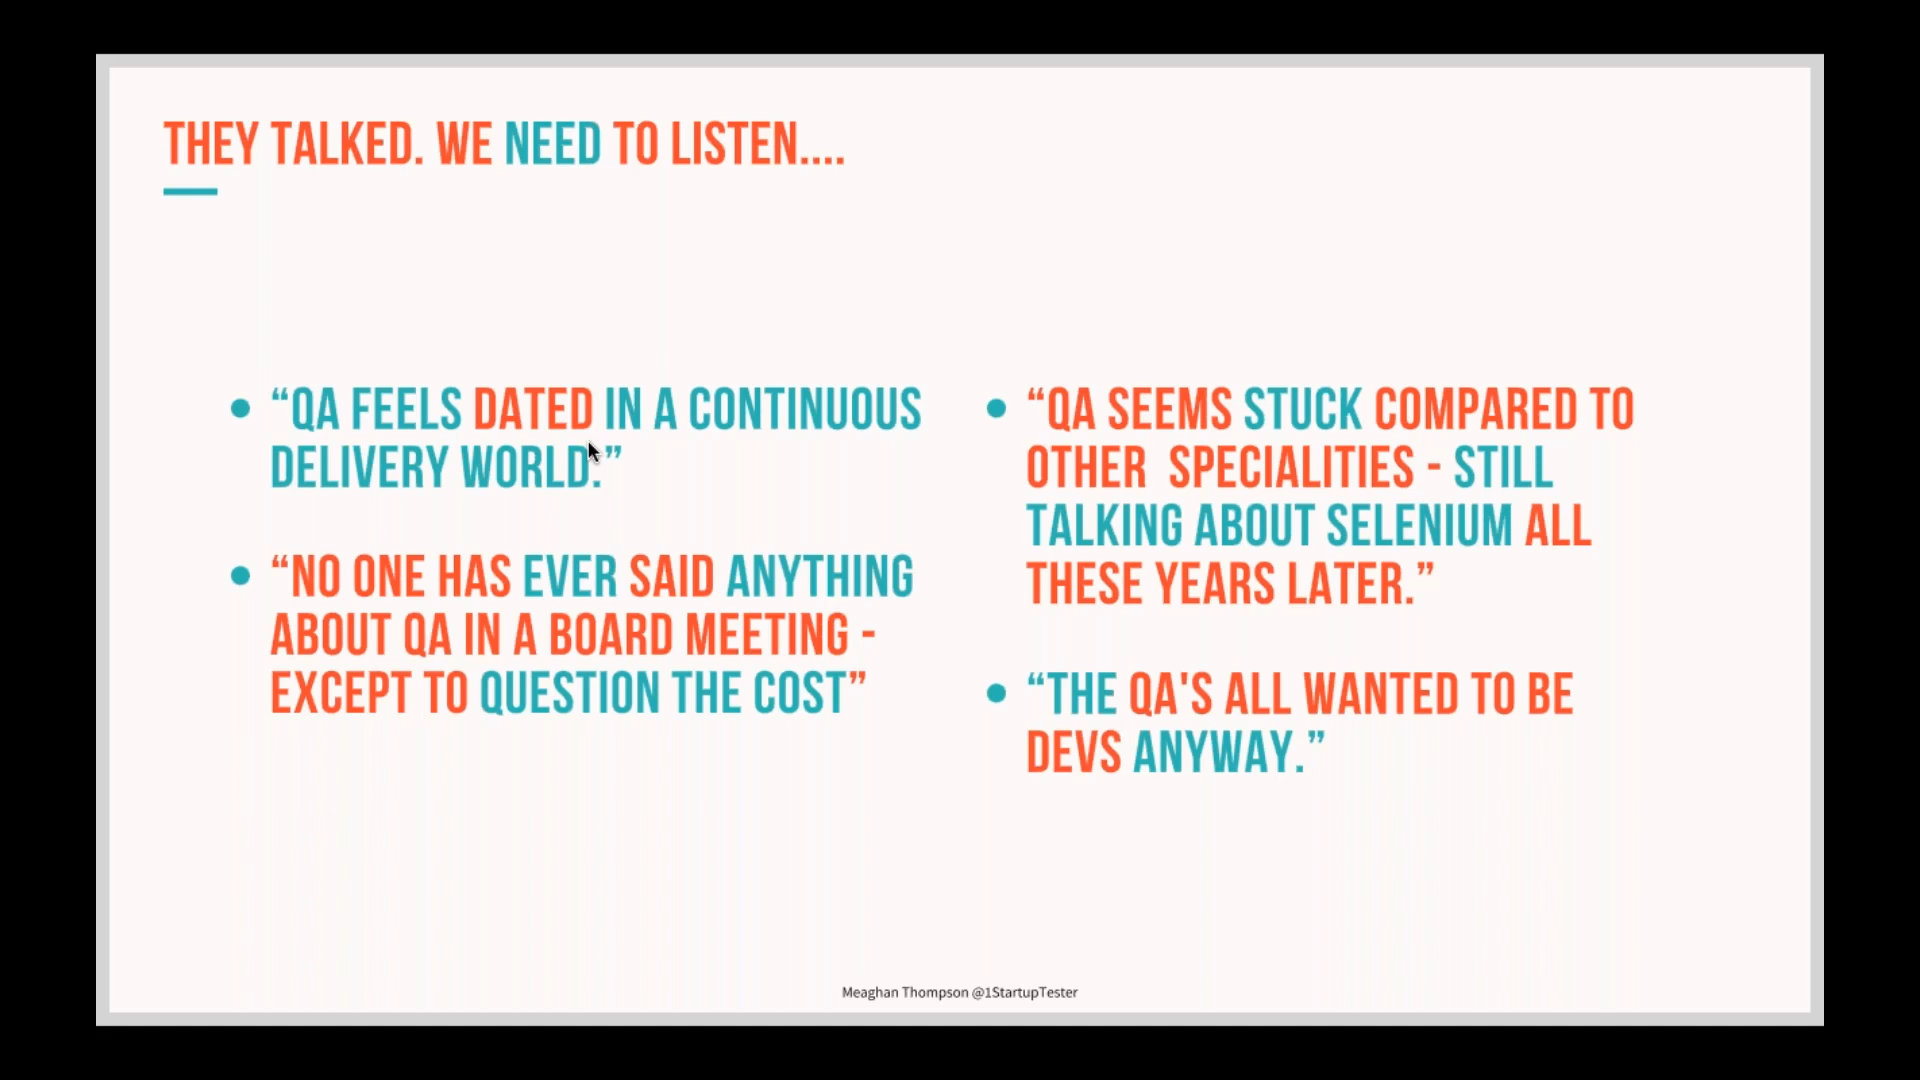 THEY TALKED. WE NEED TO LISTEN....
“QA FEELS DATED IN A CONTINUOUS
DELIVERY WORLD.”
“NO ONE HAS EVER SAID ANYTHING
ABOUT QA IN A BOARD MEETING -
EXCEPT TO QUESTION THE COST”
“QA SEEMS STUCK COMPARED TO
OTHER  SPECIALITIES - STILL
TALKING ABOUT SELENIUM ALL
THESE YEARS LATER.”
“THE QA'S ALL WANTED TO BE
DEVS ANYWAY.”
Meaghan Thompson @1StartupTester